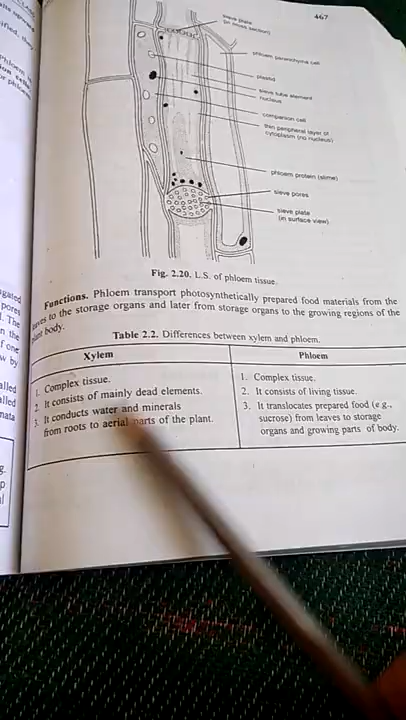 467
sieve plate
(in cross section)
phloem parenchyma cell
plastid
sieve tube element
nucleus
companion cell
thin peripheral layer of
cytoplasm (no nucleus)
phloem protein (slime)
sieve pores
sieve plate
(in surface view)
Fig. 2.20. L.S. of phloem tissue.
Functions. Phloem transport photosynthetically prepared food materials from the
to the storage organs and later from storage organs to the growing regions of the
plant body.
Table 2.2. Differences between xylem and phloem.
Xylem
1. Complex tissue.
2. It consists of mainly dead elements.
3. It conducts water and minerals
from roots to aerial parts of the plant.
Phloem
1. Complex tissue.
2. It consists of living tissue.
3. It translocates prepared food (e g.,
sucrose) from leaves to storage
organs and growing parts of body.